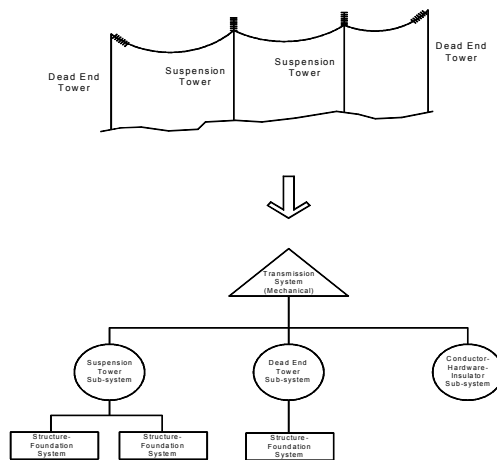 Dead End
Tower
Suspension
Tower
Suspension
Tower
Dead End
Tower
Transmission
System
(Mechanical)
Suspension
Tower
Sub-system
Dead End
Tower
Sub-system
Conductor-
Hardware-
Insulator
Sub-system
Structure-
Foundation
System
Structure-
Foundation
System
Structure-
Foundation
System